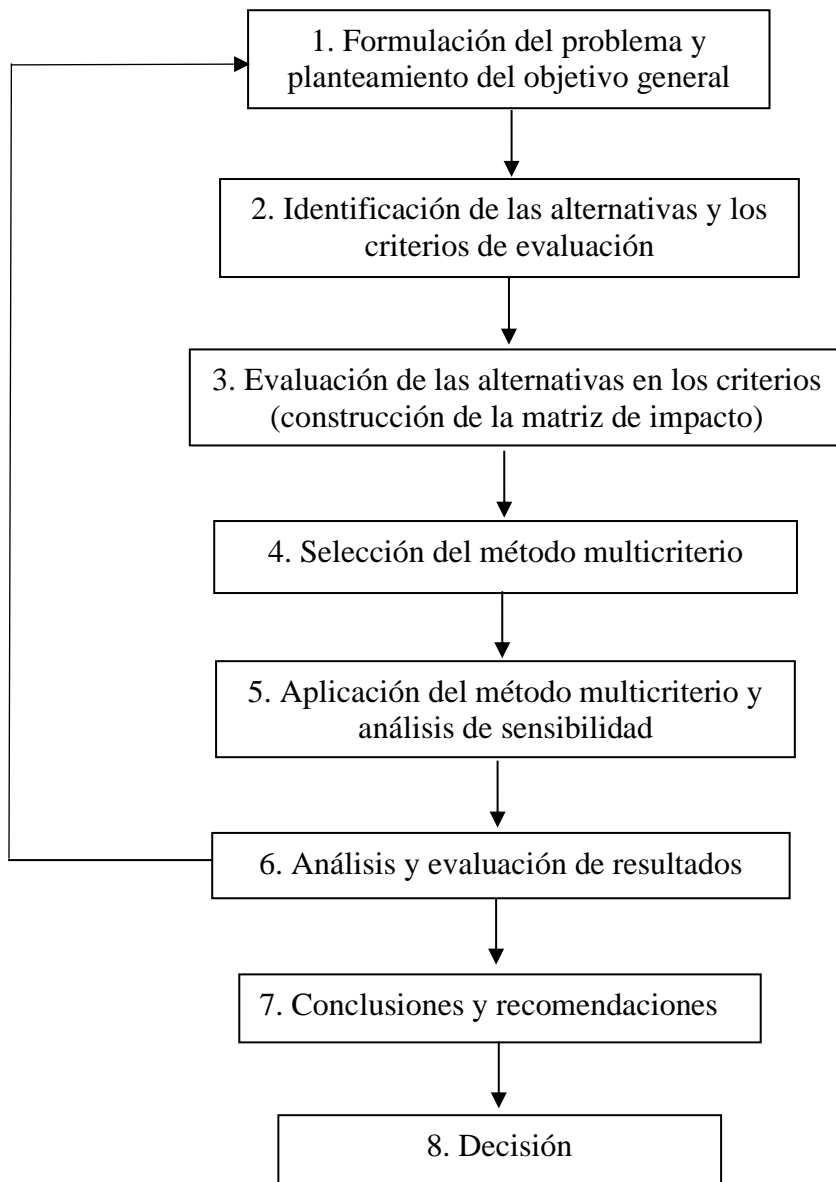 1. Formulación del problema y
planteamiento del objetivo general
2. Identificación de las alternativas y los
criterios de evaluación
3. Evaluación de las alternativas en los criterios
(construcción de la matriz de impacto)
4. Selección del método multicriterio
5. Aplicación del método multicriterio y
análisis de sensibilidad
6. Análisis y evaluación de resultados
7. Conclusiones y recomendaciones
8. Decisión